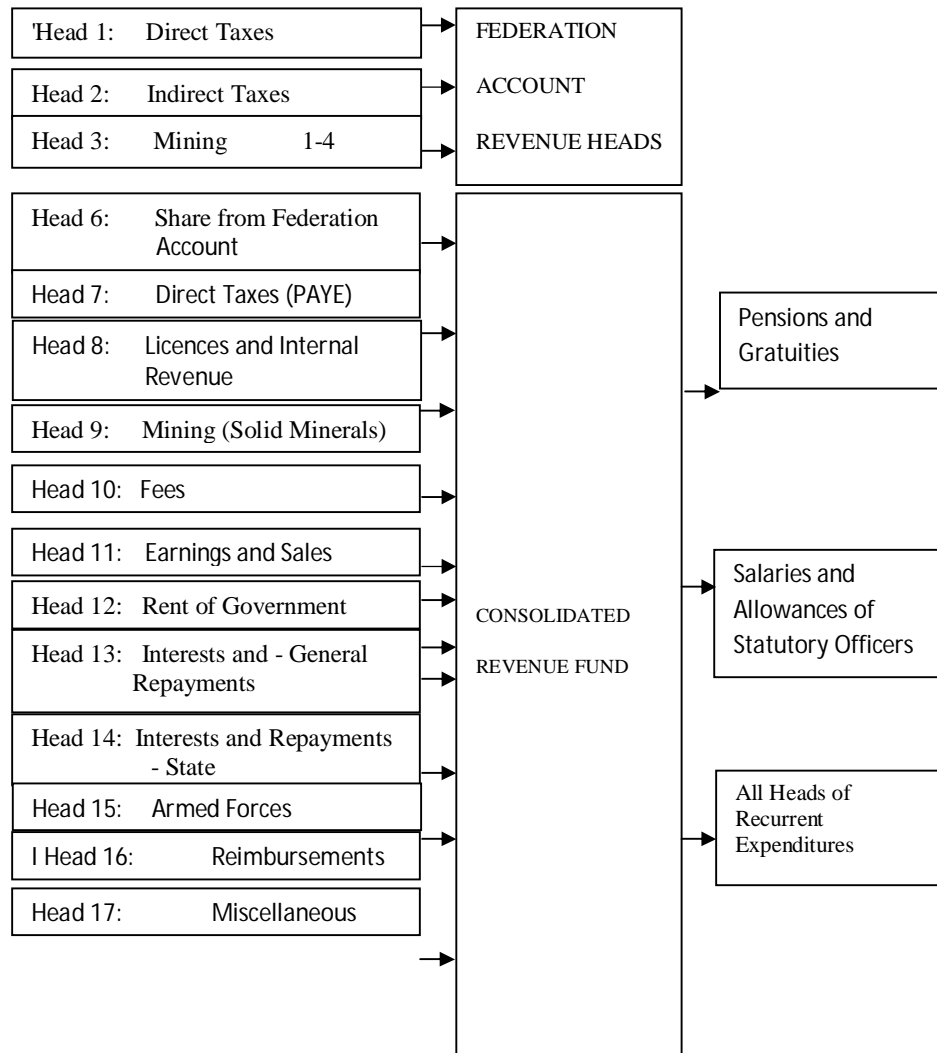 'Head 1: Direct Taxes
Head 2: Indirect Taxes
Head 3: Mining 1-4
FEDERATION
ACCOUNT
REVENUE HEADS
Head 6: Share from Federation
Account
Head 7: Direct Taxes (PAYE)
Head 8: Licences and Internal
Revenue
Head 9: Mining (Solid Minerals)
Head 10: Fees
Head 11: Earnings and Sales
Head 12: Rent of Government
Head 13: Interests and - General
Repayments
Head 14: Interests and Repayments
- State
Head 15: Armed Forces
I Head 16: Reimbursements
Head 17: Miscellaneous
CONSOLIDATED
REVENUE FUND
Pensions and
Gratuities
Salaries and
Allowances of
Statutory Officers
All Heads of
Recurrent
Expenditures